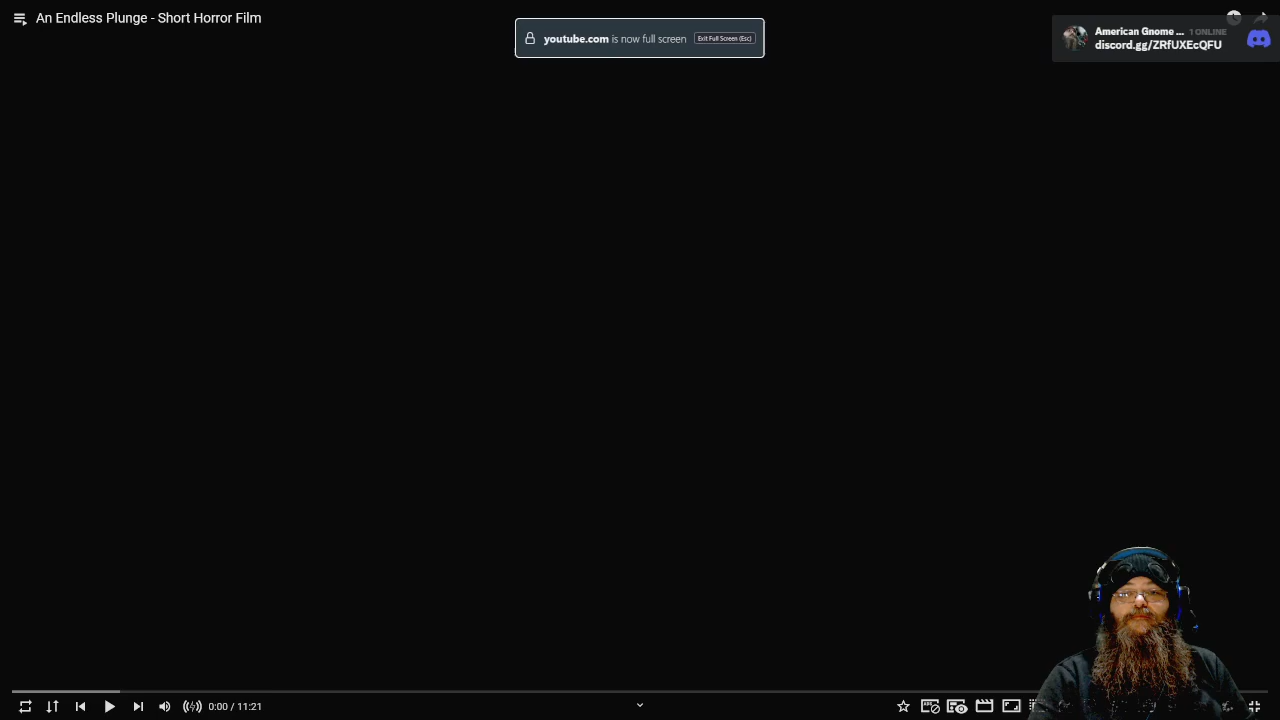 An Endless Plunge - Short Horror Film
youtube.com is now full screen Exit Full Screen (Esc)
American Gnome ... 1 ONLINE
discord.gg/ZRfUXEcQFU
0:00 / 11:21